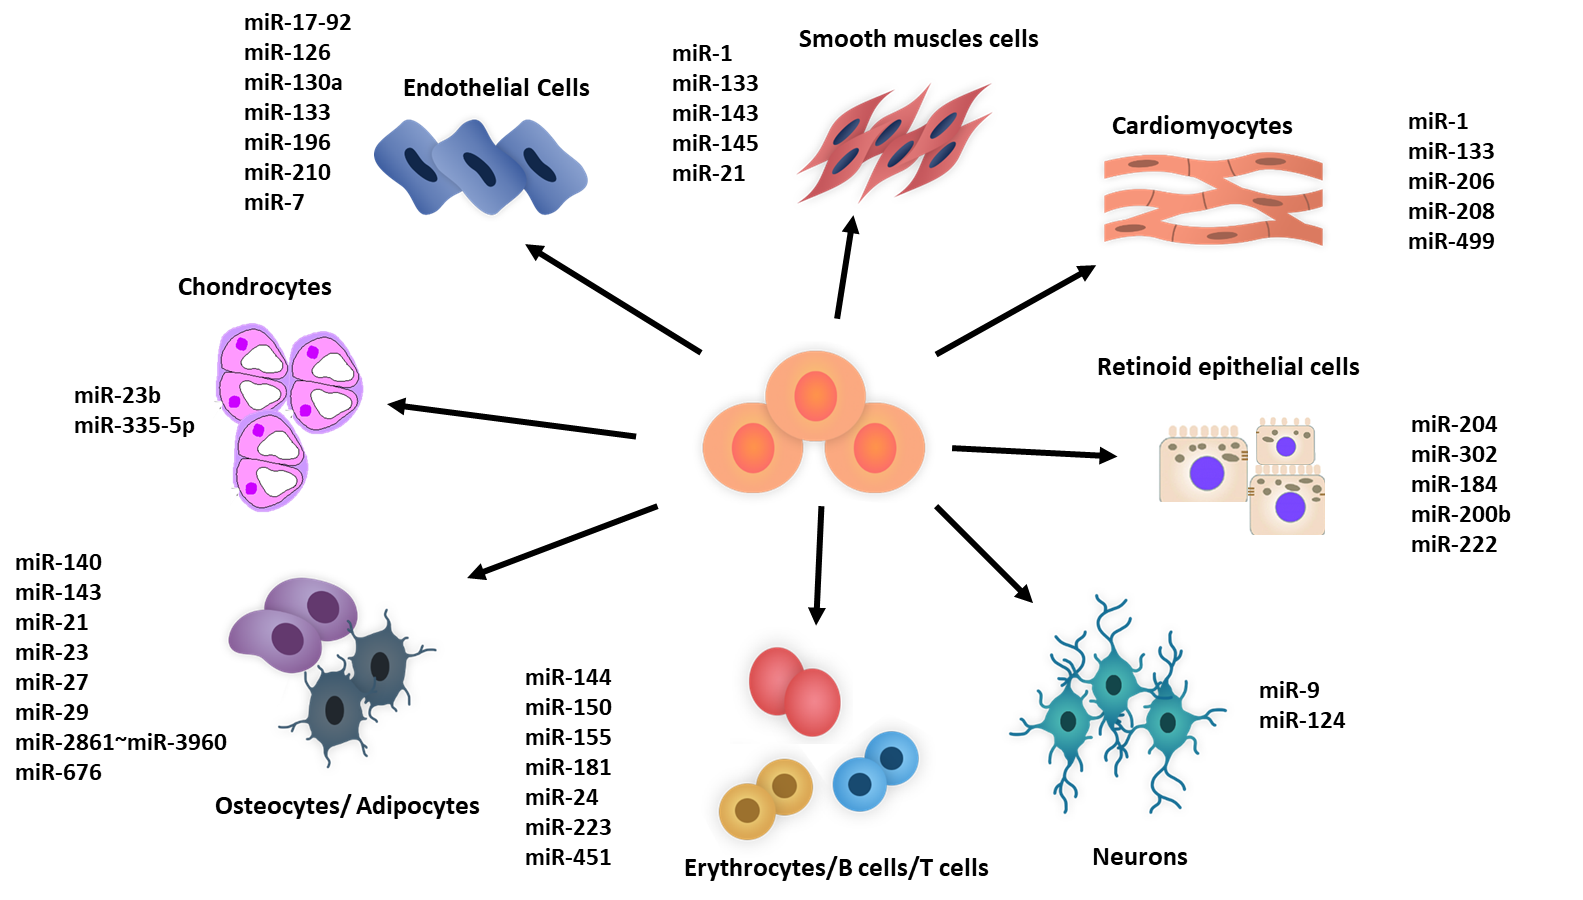 miR-17-92
miR-126
miR-130a
miR-133
miR-196
miR-210
miR-7
Endothelial Cells
miR-1
miR-133
miR-143
miR-145
miR-21
Smooth muscles cells
Cardiomyocytes
miR-1
miR-133
miR-206
miR-208
miR-499
Chondrocytes
miR-23b
miR-335-5p
Retinoid epithelial cells
miR-204
miR-302
miR-184
miR-200b
miR-222
miR-140
miR-143
miR-21
miR-23
miR-27
miR-29
miR-2861~miR-3960
miR-676
Osteocytes/ Adipocytes
miR-144
miR-150
miR-155
miR-181
miR-24
miR-223
miR-451
Erythrocytes/B cells/T cells
miR-9
miR-124
Neurons